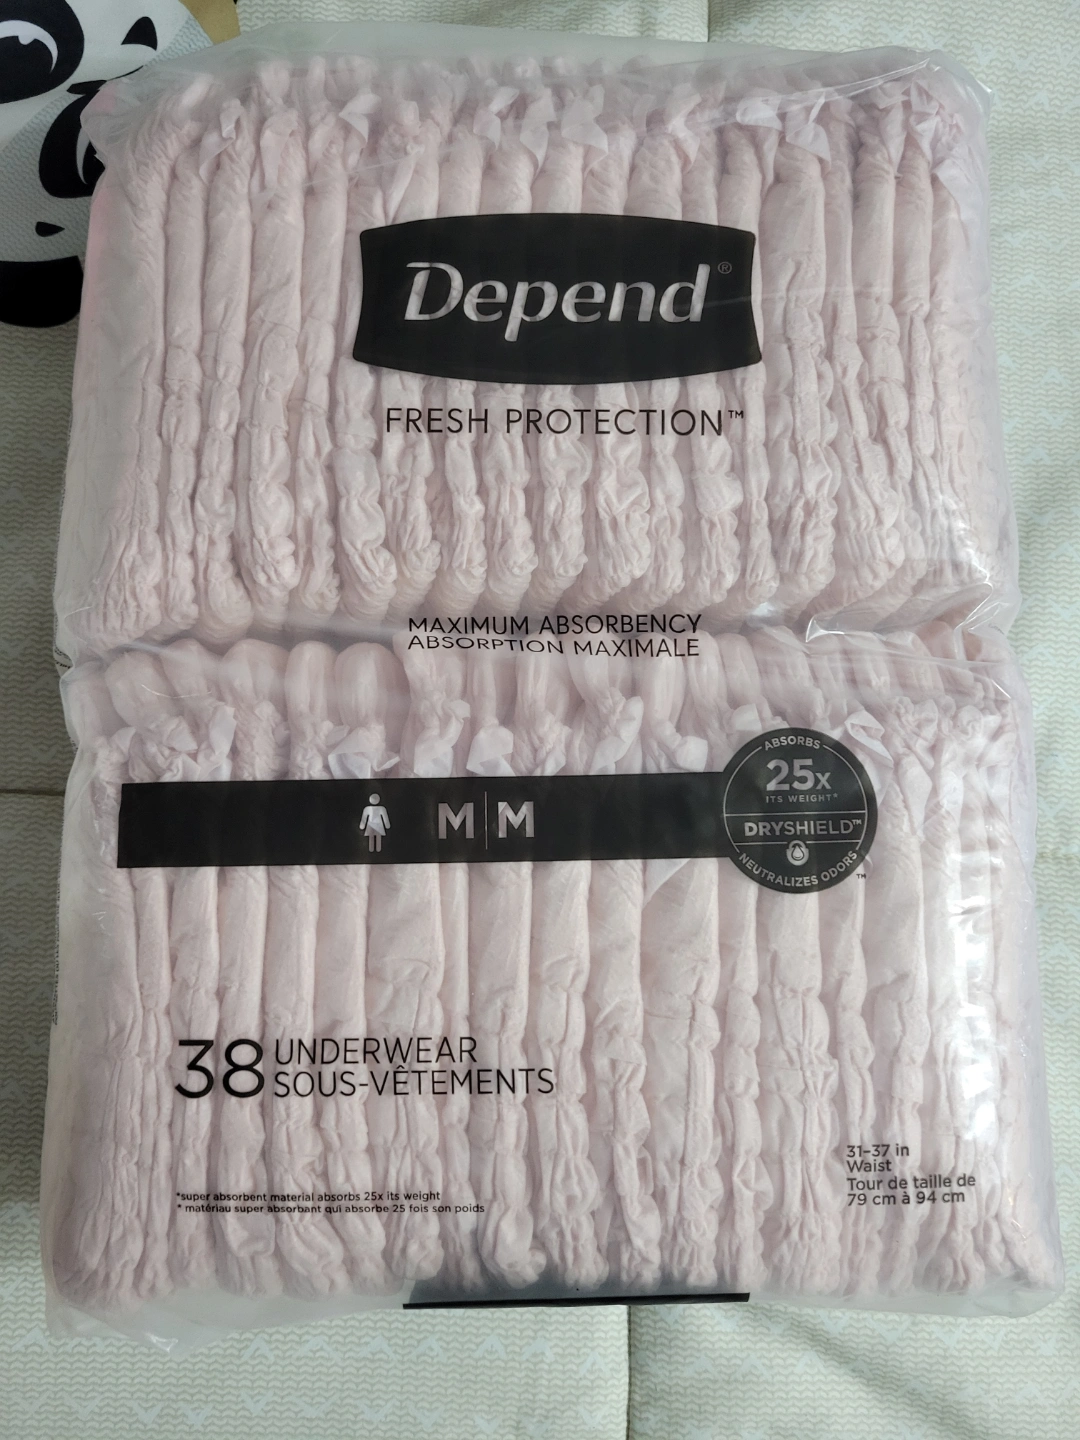 Depend®
FRESH PROTECTION™
MAXIMUM ABSORBENCY
ABSORPTION MAXIMALE
M|M
ABSORBS
25x
ITS WEIGHT*
DRYSHIELD™
NEUTRALIZES ODORS™
38 UNDERWEAR
SOUS-VÊTEMENTS
31–37 in
Waist
Tour de taille de
79 cm à 94 cm
*super absorbent material absorbs 25x its weight
* matériau super absorbant qui absorbe 25 fois son poids